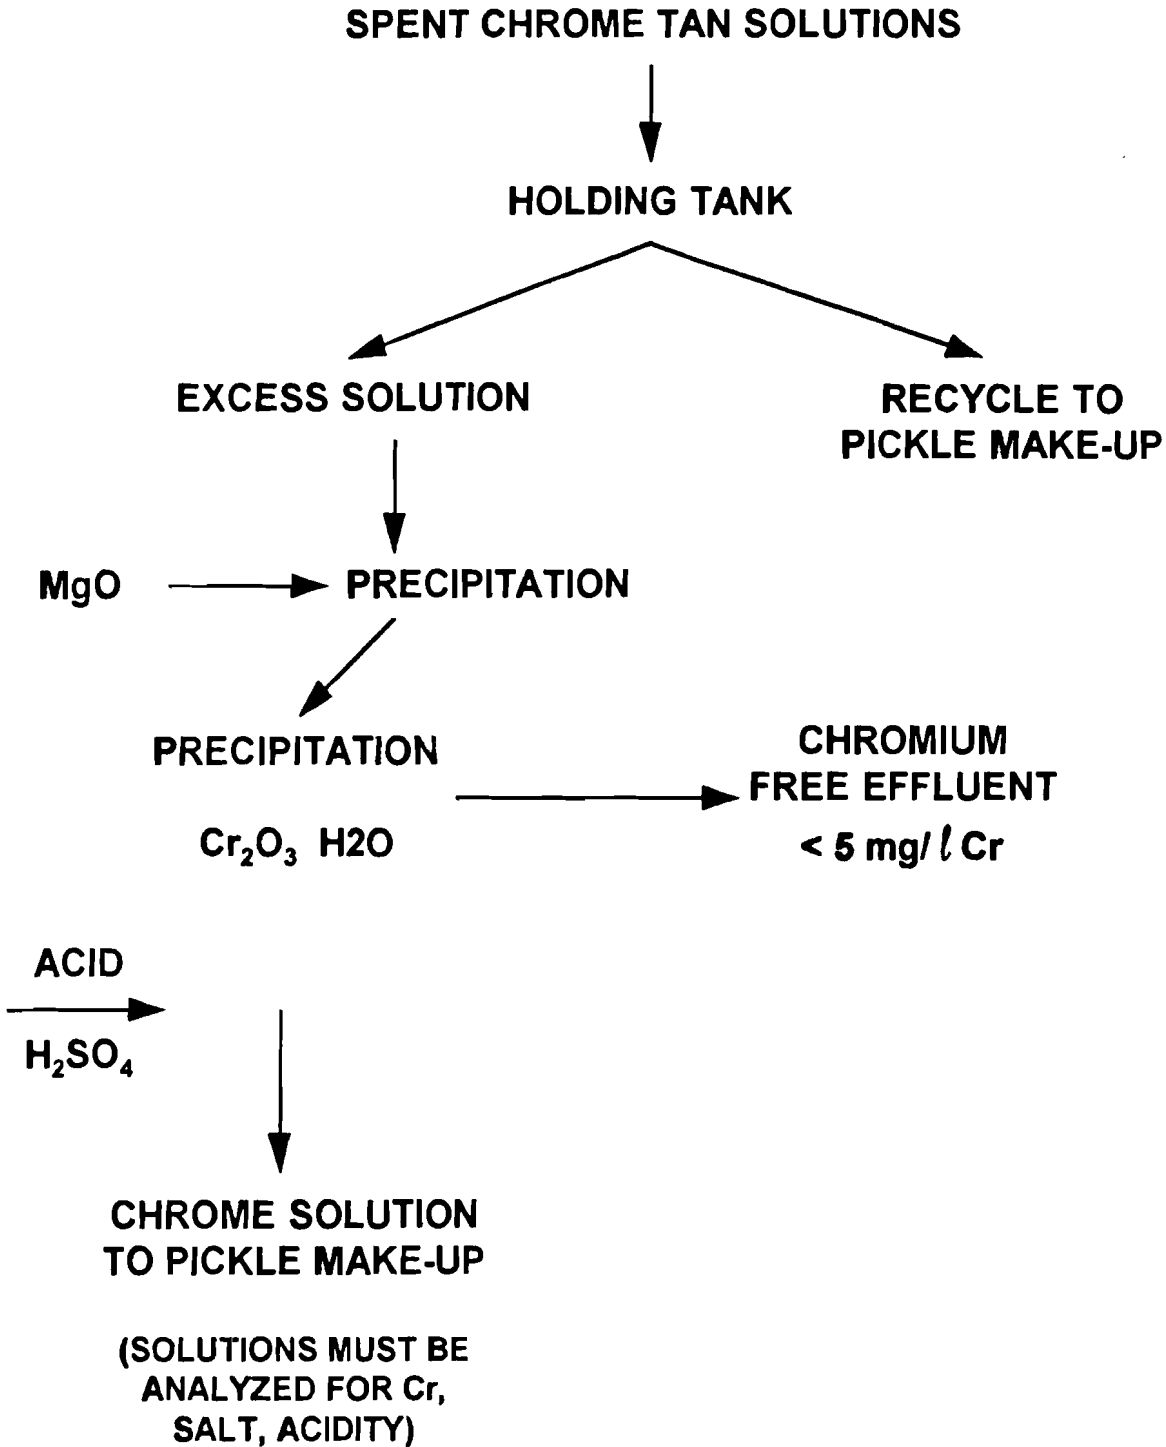 SPENT CHROME TAN SOLUTIONS
HOLDING TANK
EXCESS SOLUTION
RECYCLE TO
PICKLE MAKE-UP
MgO
PRECIPITATION
PRECIPITATION
Cr₂O₃ H2O
CHROMIUM
FREE EFFLUENT
< 5 mg/ℓ Cr
ACID
H₂SO₄
CHROME SOLUTION
TO PICKLE MAKE-UP
(SOLUTIONS MUST BE
ANALYZED FOR Cr,
SALT, ACIDITY)